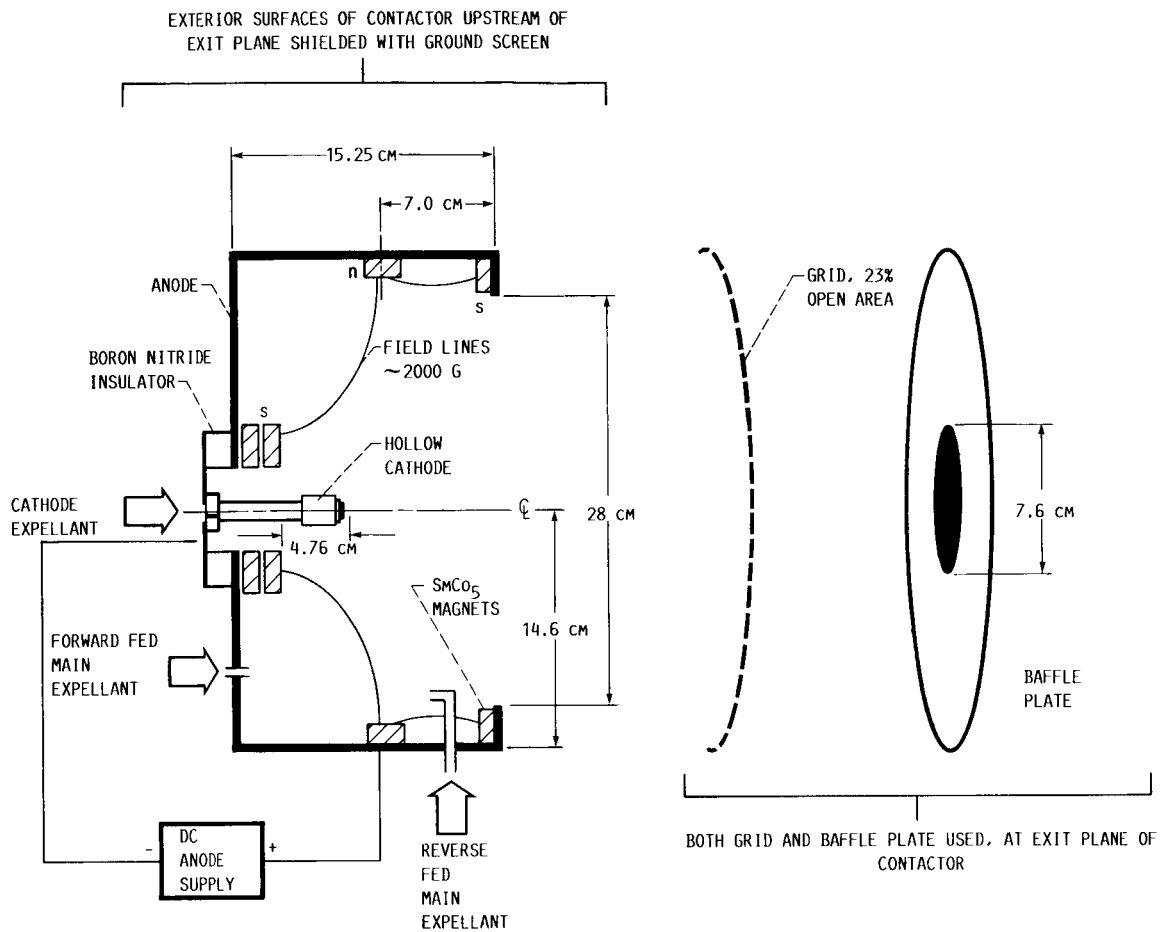 EXTERIOR SURFACES OF CONTACTOR UPSTREAM OF
EXIT PLANE SHIELDED WITH GROUND SCREEN
15.25 CM
7.0 CM
n
ANODE
S
GRID, 23%
OPEN AREA
BORON NITRIDE
INSULATOR
FIELD LINES
~2000 G
S
HOLLOW
CATHODE
CATHODE
EXPELLANT
℄
28 CM
7.6 CM
4.76 CM
SMCO5
MAGNETS
14.6 CM
FORWARD FED
MAIN
EXPELLANT
BAFFLE
PLATE
- DC +
ANODE
SUPPLY
REVERSE
FED
MAIN
EXPELLANT
BOTH GRID AND BAFFLE PLATE USED, AT EXIT PLANE OF
CONTACTOR